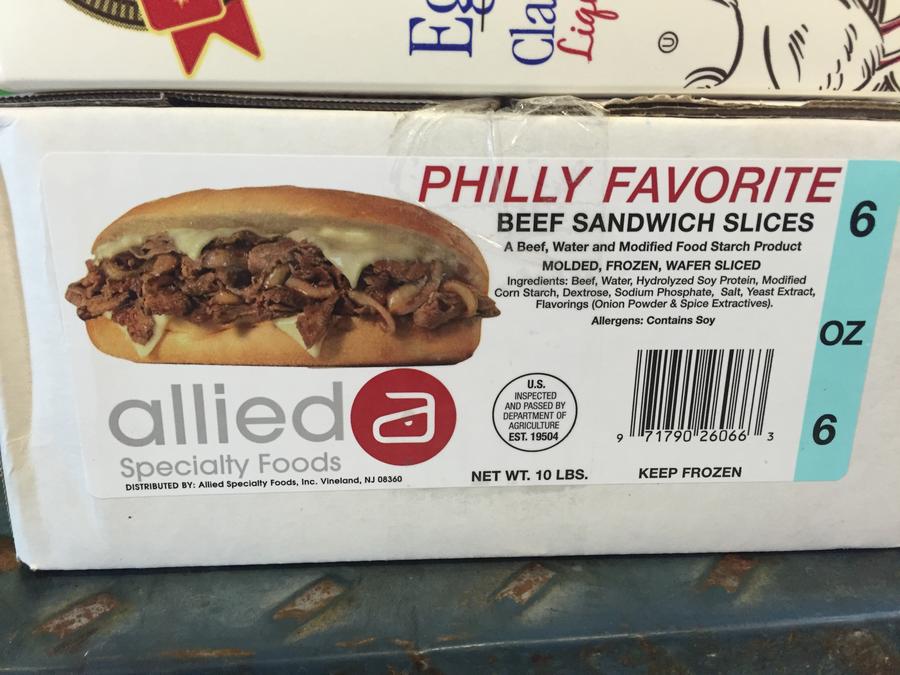 Eg
Cla
Liqu
U
PHILLY FAVORITE
BEEF SANDWICH SLICES
A Beef, Water and Modified Food Starch Product
MOLDED, FROZEN, WAFER SLICED
Ingredients: Beef, Water, Hydrolyzed Soy Protein, Modified
Corn Starch, Dextrose, Sodium Phosphate, Salt, Yeast Extract,
Flavorings (Onion Powder & Spice Extractives).
Allergens: Contains Soy
6
OZ
6
allied a
Specialty Foods
DISTRIBUTED BY: Allied Specialty Foods, Inc. Vineland, NJ 08360
U.S.
INSPECTED
AND PASSED BY
DEPARTMENT OF
AGRICULTURE
EST. 19504
NET WT. 10 LBS.
9 71790 26066 3
KEEP FROZEN